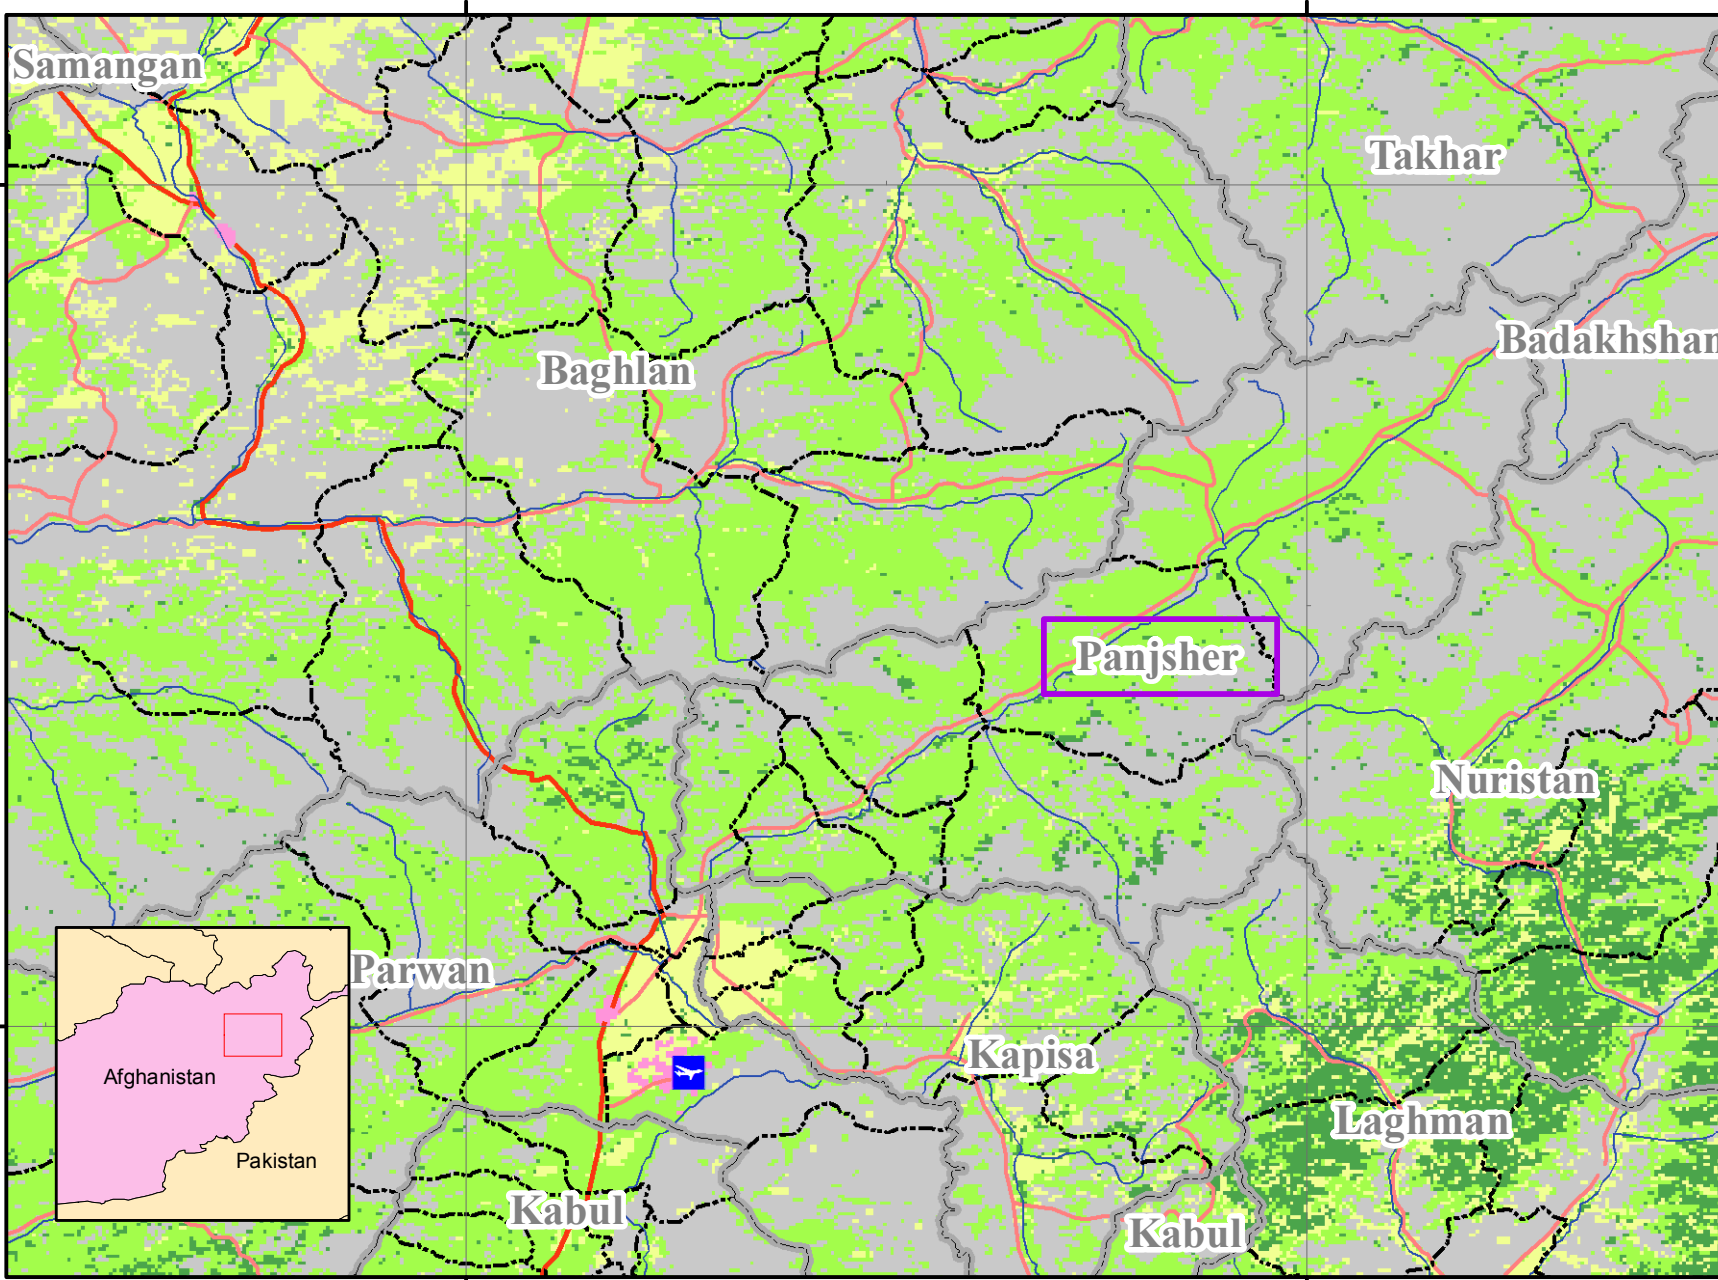 Samangan
Takhar
Badakhshan
Baghlan
Panjsher
Nuristan
Parwan
Kapisa
Afghanistan
Laghman
Pakistan
Kabul
Kabul